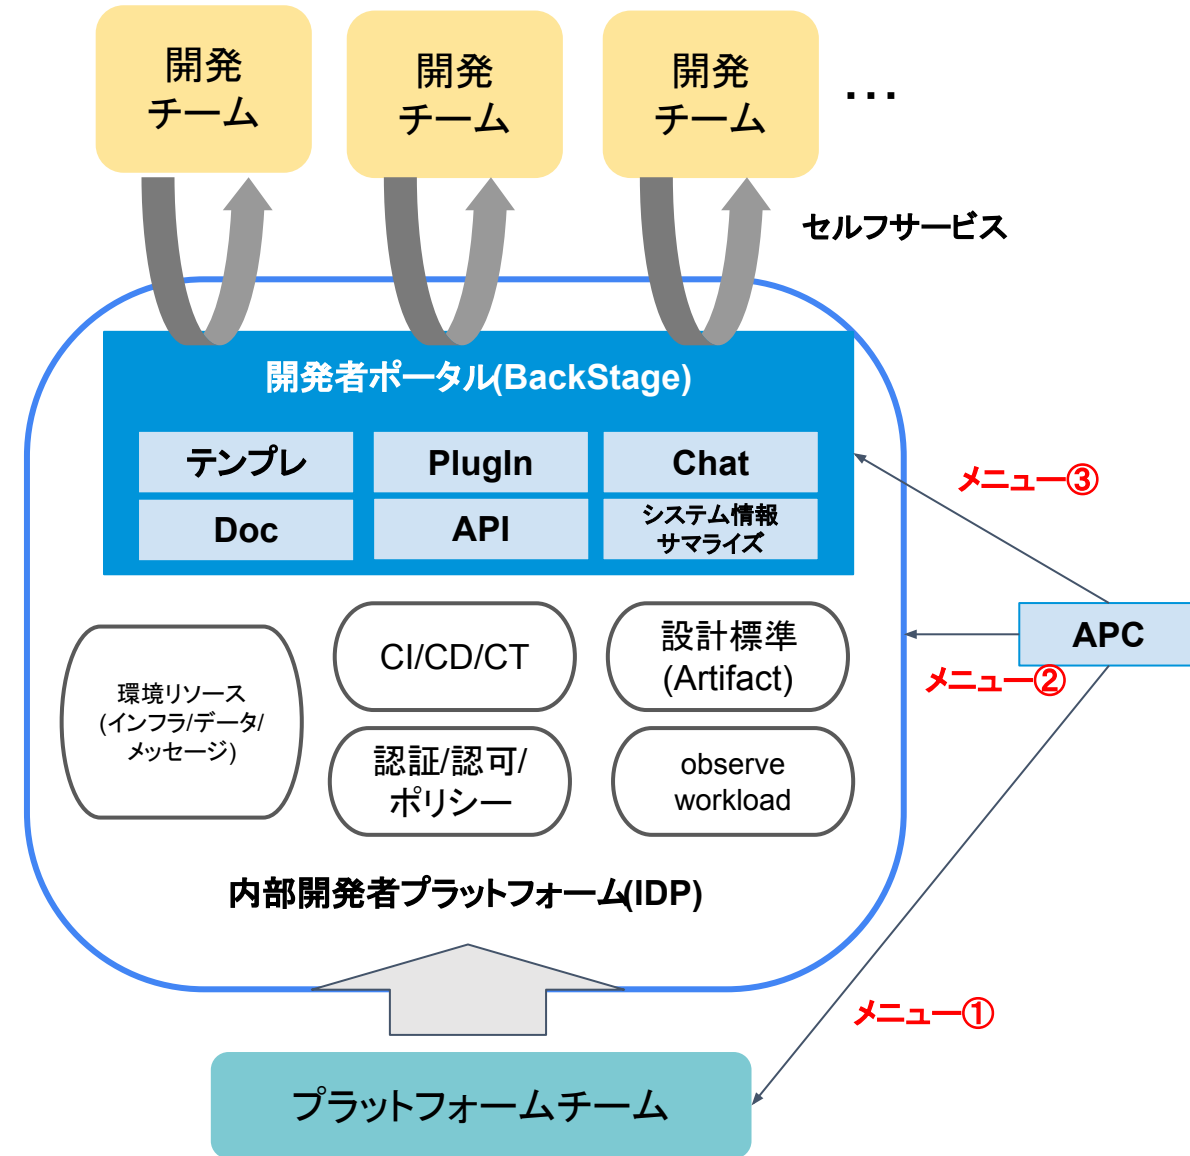 開発
チーム
開発
チーム
開発
チーム
...
セルフサービス
開発者ポータル(BackStage)
テンプレ
PlugIn
Chat
Doc
API
システム情報
サマライズ
メニュー③
APC
メニュー②
環境リソース
(インフラ/データ/
メッセージ)
CI/CD/CT
設計標準
(Artifact)
認証/認可/
ポリシー
observe
workload
内部開発者プラットフォーム(IDP)
メニュー①
プラットフォームチーム